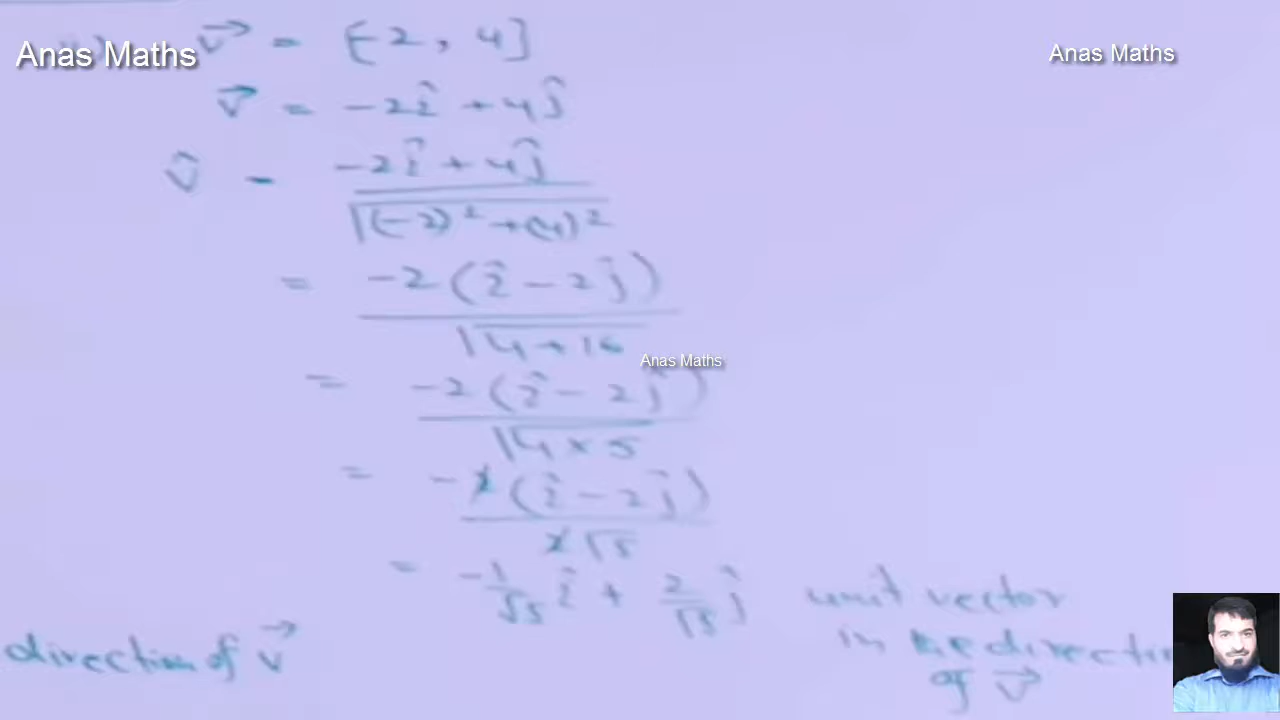 Anas Maths
Anas Maths
v⃗ = [-2, 4]
v⃗ = -2î + 4ĵ
v̂ - -2î + 4ĵ
√(-2)² + (4)²
= -2(î - 2ĵ)
√4 + 16
Anas Maths
= -2(î - 2ĵ)
√4 × 5
= -2(î - 2ĵ)
2√5
= -1/√5 î + 2/√5 ĵ unit vector
in the direction
of v⃗
direction of v⃗